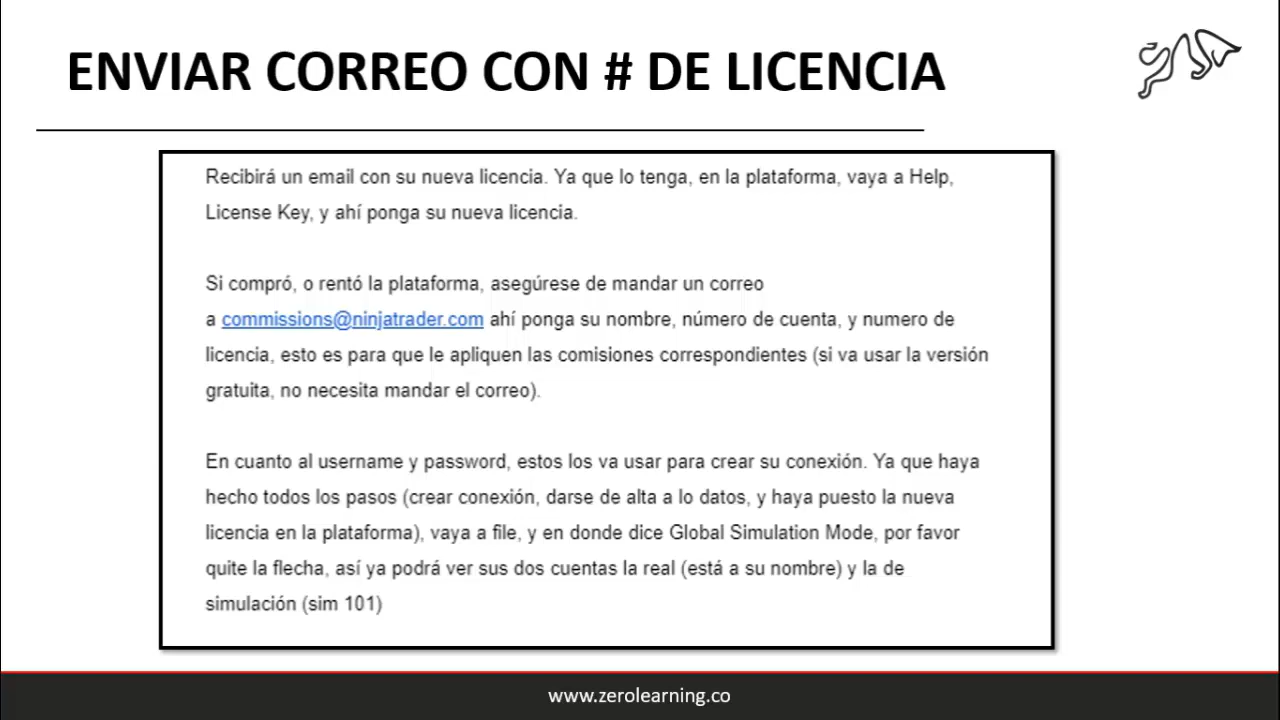 ENVIAR CORREO CON # DE LICENCIA
Recibirá un email con su nueva licencia. Ya que lo tenga, en la plataforma, vaya a Help,
License Key, y ahí ponga su nueva licencia.
Si compró, o rentó la plataforma, asegúrese de mandar un correo
a commissions@ninjatrader.com ahí ponga su nombre, número de cuenta, y numero de
licencia, esto es para que le apliquen las comisiones correspondientes (si va usar la versión
gratuita, no necesita mandar el correo).
En cuanto al username y password, estos los va usar para crear su conexión. Ya que haya
hecho todos los pasos (crear conexión, darse de alta a lo datos, y haya puesto la nueva
licencia en la plataforma), vaya a file, y en donde dice Global Simulation Mode, por favor
quite la flecha, así ya podrá ver sus dos cuentas la real (está a su nombre) y la de
simulación (sim 101)
www.zerolearning.co